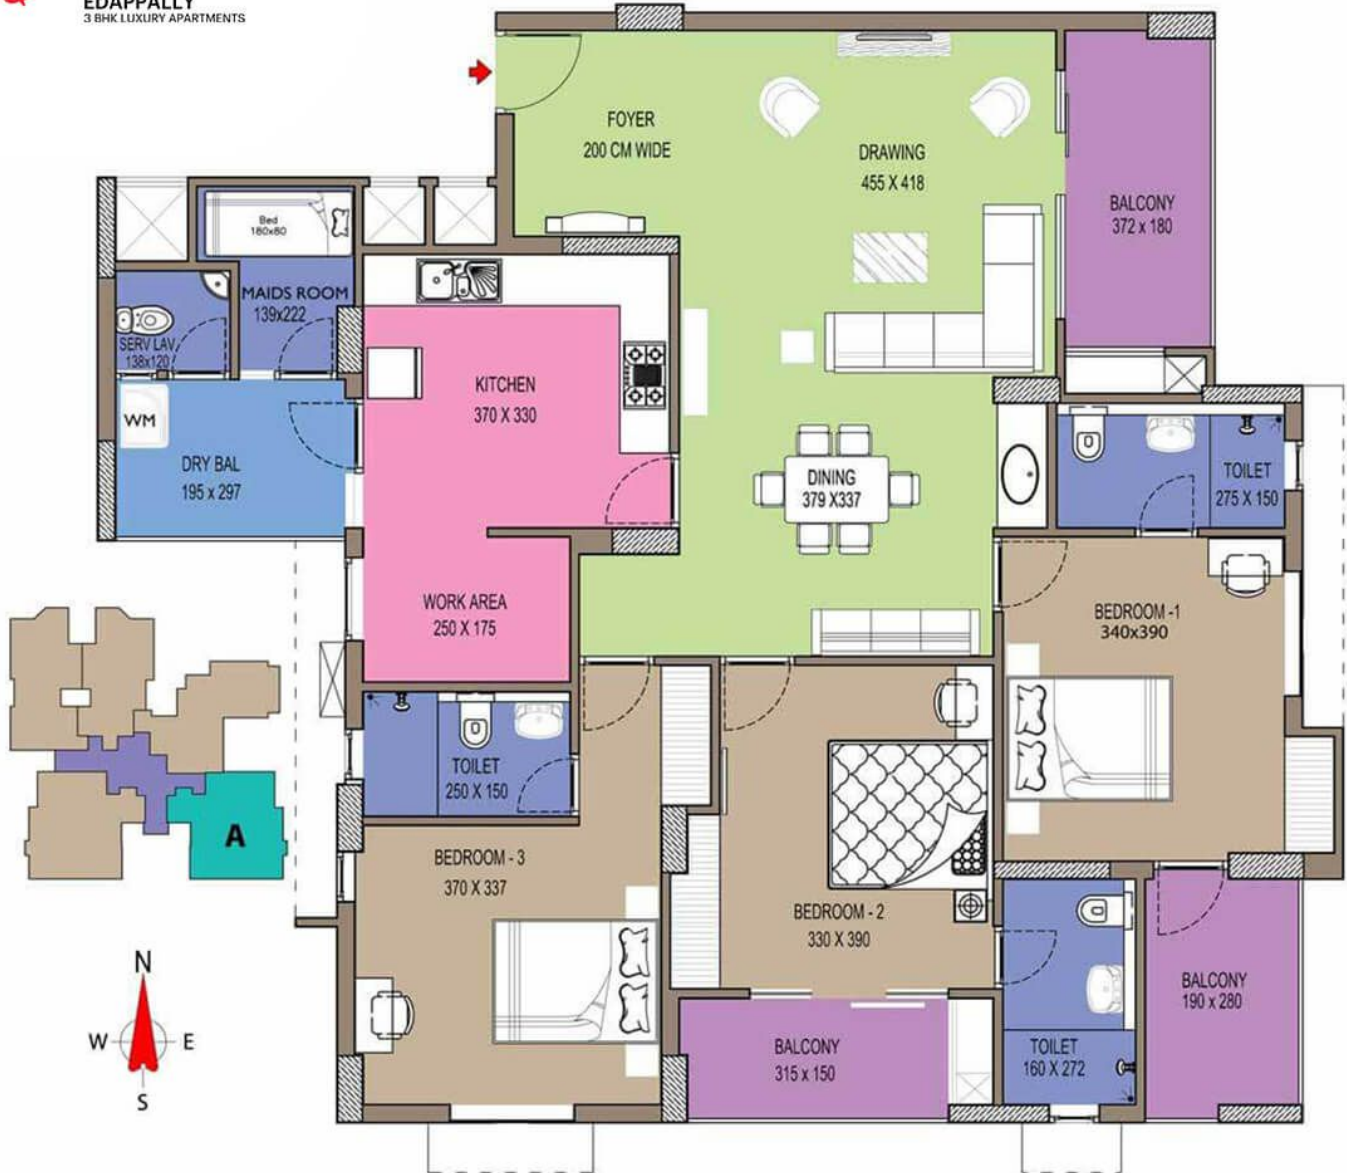 EDAPPALLY
3 BHK LUXURY APARTMENTS
FOYER
200 CM WIDE
DRAWING
455 X 418
BALCONY
372 x 180
Bed
180x80
MAIDS ROOM
139x222
SERV LAV
138x120
KITCHEN
370 X 330
WM
DRY BAL
195 x 297
DINING
379 X337
TOILET
275 X 150
WORK AREA
250 X 175
BEDROOM -1
340x390
TOILET
250 X 150
A
BEDROOM - 3
370 X 337
BEDROOM - 2
330 X 390
BALCONY
190 x 280
BALCONY
315 x 150
TOILET
160 X 272
N
W E
S